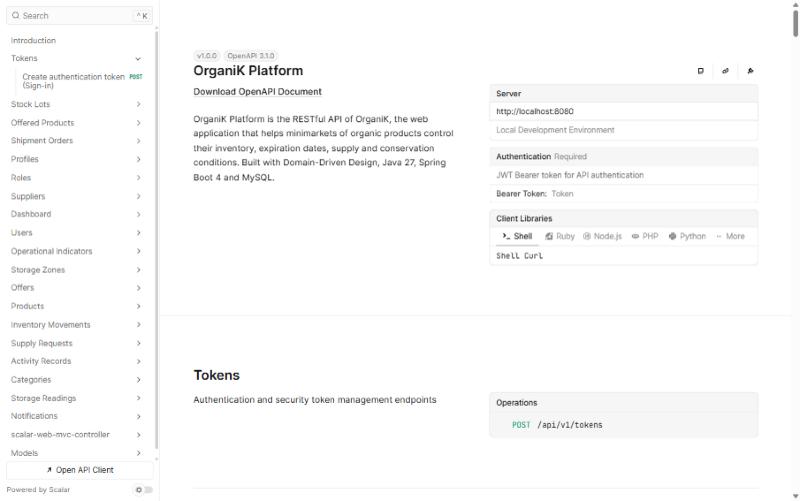 Search
^ K
Introduction
Tokens
Create authentication token POST
(Sign-in)
Stock Lots
Offered Products
Shipment Orders
Profiles
Roles
Suppliers
Dashboard
Users
Operational Indicators
Storage Zones
Offers
Products
Inventory Movements
Supply Requests
Activity Records
Categories
Storage Readings
Notifications
scalar-web-mvc-controller
Models
Open API Client
Powered by Scalar
v1.0.0 OpenAPI 3.1.0
OrganiK Platform
Download OpenAPI Document
OrganiK Platform is the RESTful API of OrganiK, the web
application that helps minimarkets of organic products control
their inventory, expiration dates, supply and conservation
conditions. Built with Domain-Driven Design, Java 27, Spring
Boot 4 and MySQL.
Server
http://localhost:8080
Local Development Environment
Authentication Required
JWT Bearer token for API authentication
Bearer Token: Token
Client Libraries
Shell Ruby Node.js PHP Python More
Shell Curl
Tokens
Authentication and security token management endpoints
Operations
POST /api/v1/tokens